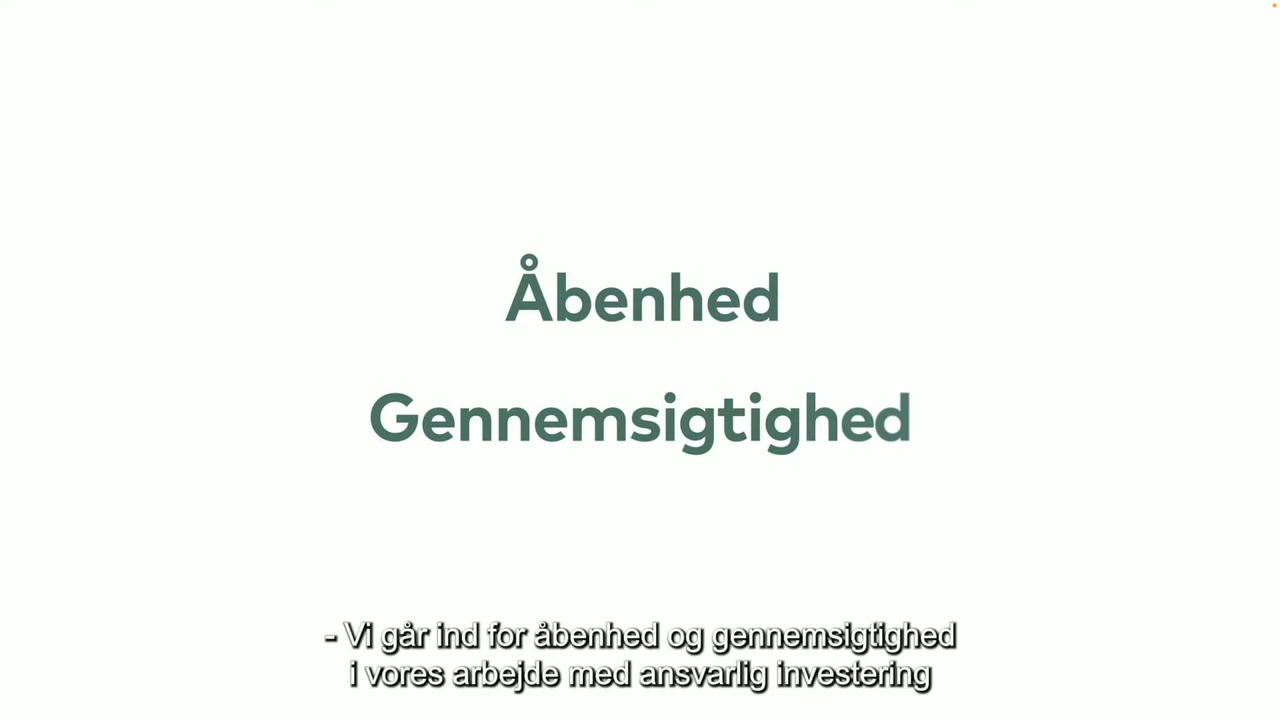 Åbenhed
Gennemsigtighed
- Vi går ind for åbenhed og gennemsigtighed
i vores arbejde med ansvarlig investering